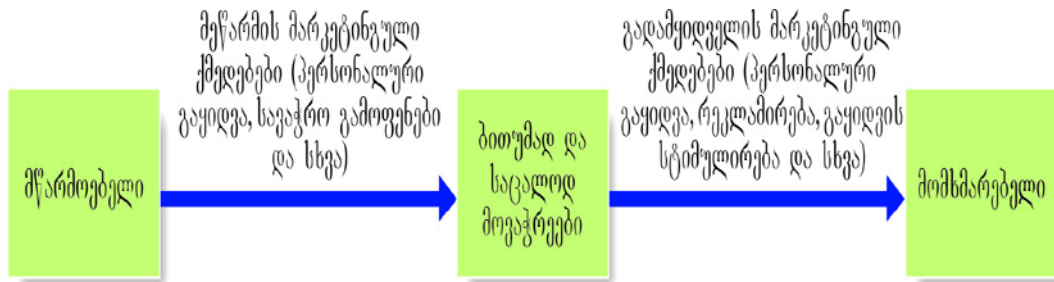 მწარმოებელი
მეწარმის მარკეტინგული
ქმედებები (პერსონალური
გაყიდვა, სავაჭრო გამოფენები
და სხვა)
ბითუმად და
საცალოდ
მოვაჭრეები
გადამყიდველის მარკეტინგული
ქმედებები (პერსონალური
გაყიდვა, რეკლამირება, გაყიდვის
სტიმულირება და სხვა)
მომხმარებელი